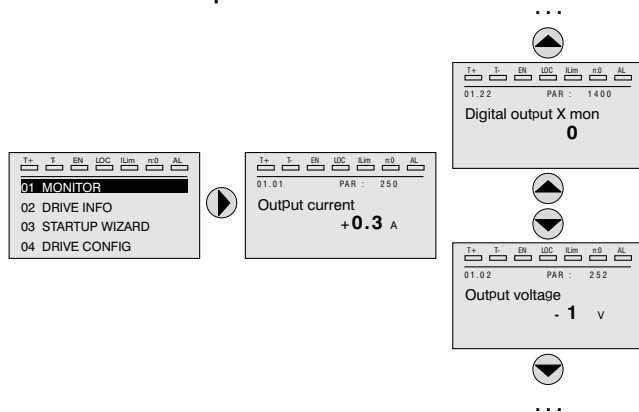 ...
T+ T- EN LOC ILim n:0 AL
01 MONITOR
02 DRIVE INFO
03 STARTUP WIZARD
04 DRIVE CONFIG
T+ T- EN LOC ILim n:0 AL
01.01 PAR : 250
Output current
+0.3 A
T+ T- EN LOC ILim n:0 AL
01.22 PAR : 1400
Digital output X mon
0
T+ T- EN LOC ILim n:0 AL
01.02 PAR : 252
Output voltage
- 1 V
...